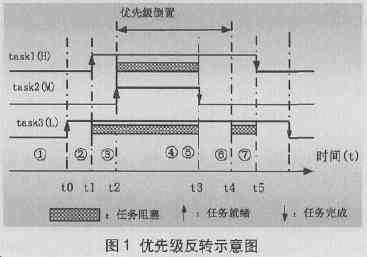 优先级倒置
task1(H)
task2(M)
task3(L)
① ② ③ ④ ⑤ ⑥ ⑦
时间(t)
t0 t1 t2 t3 t4 t5
：任务阻塞 ：任务就绪 ：任务完成
图1 优先级反转示意图